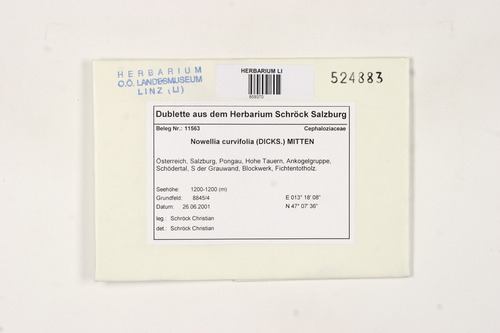 HERBARIUM
O.Ö. LANDESMUSEUM
LINZ (LI)
HERBARIUM LI
524883
Dublette aus dem Herbarium Schröck Salzburg
Beleg Nr.: 11563 Cephaloziaceae
Nowellia curvifolia (DICKS.) MITTEN
Österreich, Salzburg, Pongau, Hohe Tauern, Ankogelgruppe,
Schödertal, S der Grauwand, Blockwerk, Fichtentotholz.
Seehöhe: 1200-1200 (m)
Grundfeld: 8845/4 E 013° 18' 08"
Datum: 26.06.2001 N 47° 07' 36"
leg.: Schröck Christian
det.: Schröck Christian